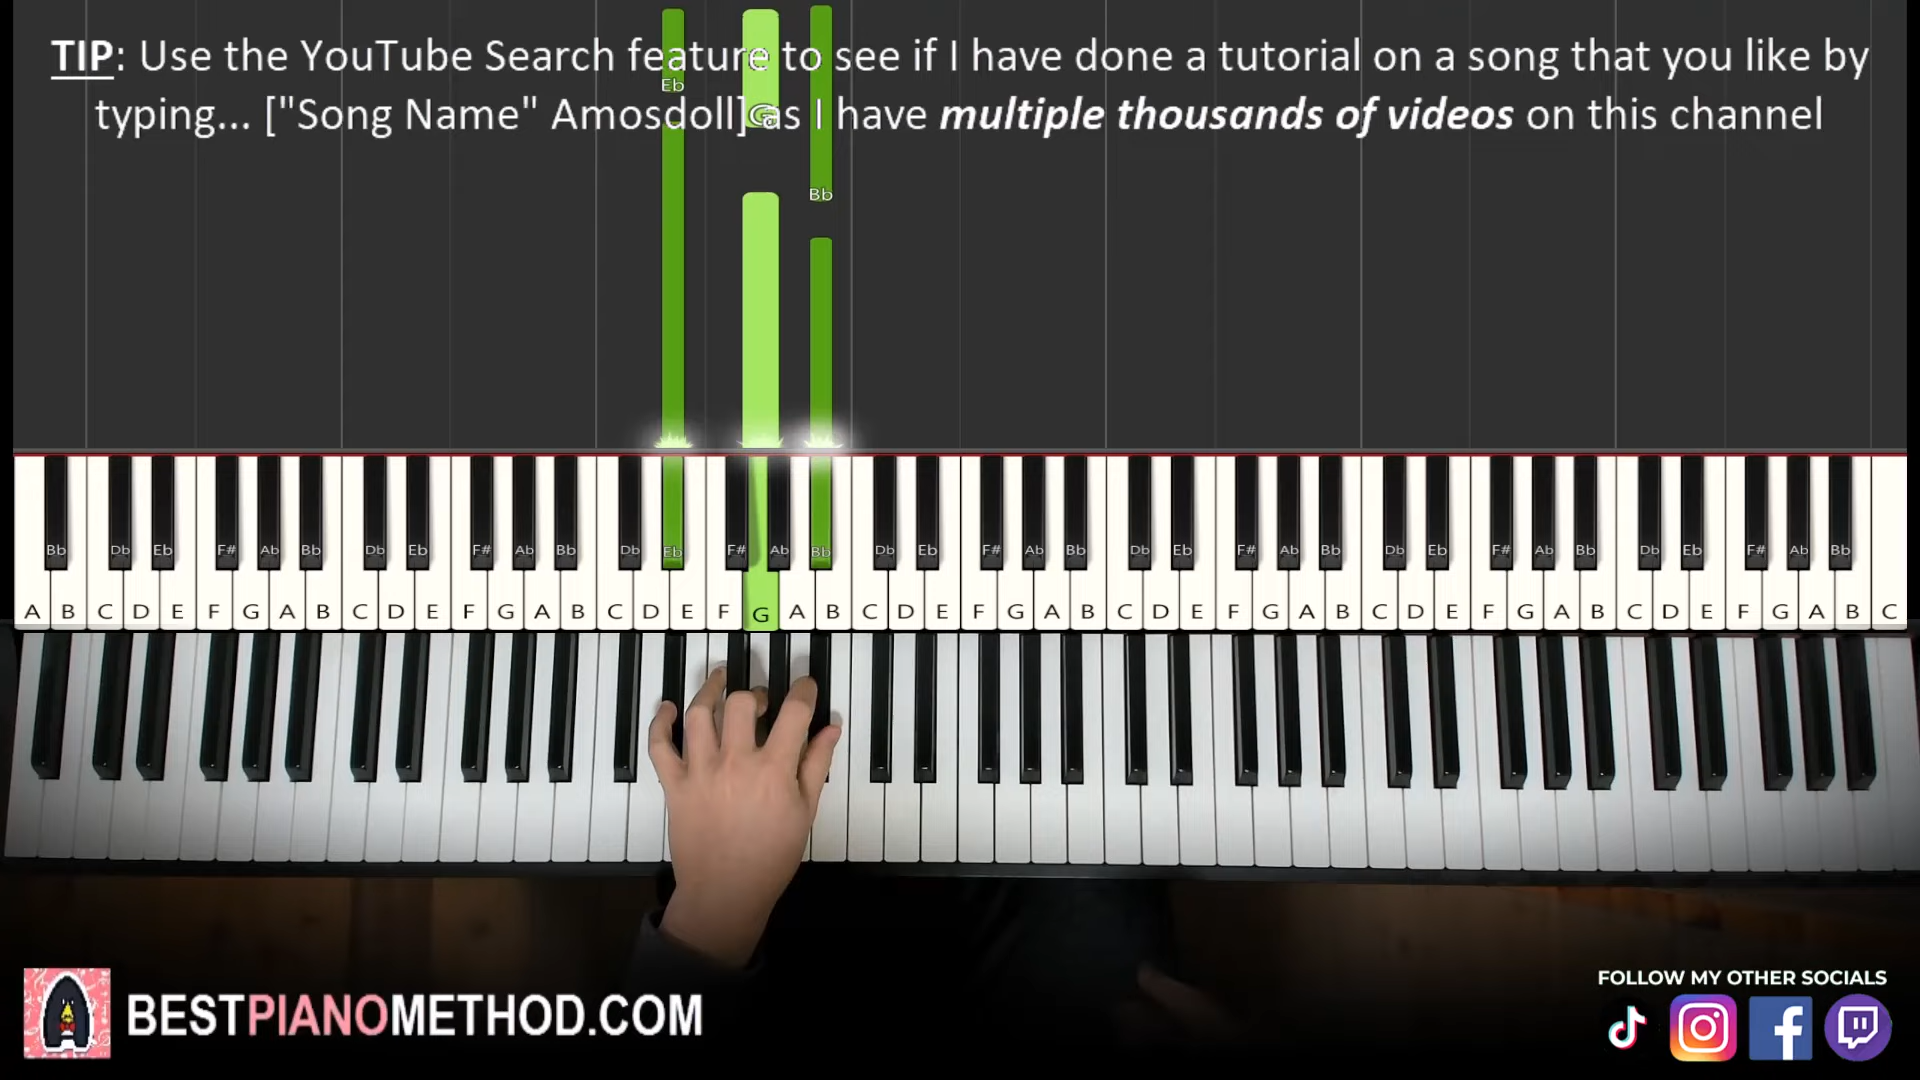 TIP: Use the YouTube Search feature to see if I have done a tutorial on a song that you like by
typing... ["Song Name" Amosdoll] as I have multiple thousands of videos on this channel
Eb
G
Bb
Bb Db Eb F# Ab Bb Db Eb F# Ab Bb Db Eb F# Ab Bb Db Eb F# Ab Bb Db Eb F# Ab Bb Db Eb F# Ab Bb Db Eb F# Ab Bb
A B C D E F G A B C D E F G A B C D E F G A B C D E F G A B C D E F G A B C D E F G A B C D E F G A B C
FOLLOW MY OTHER SOCIALS
BESTPIANOMETHOD.COM